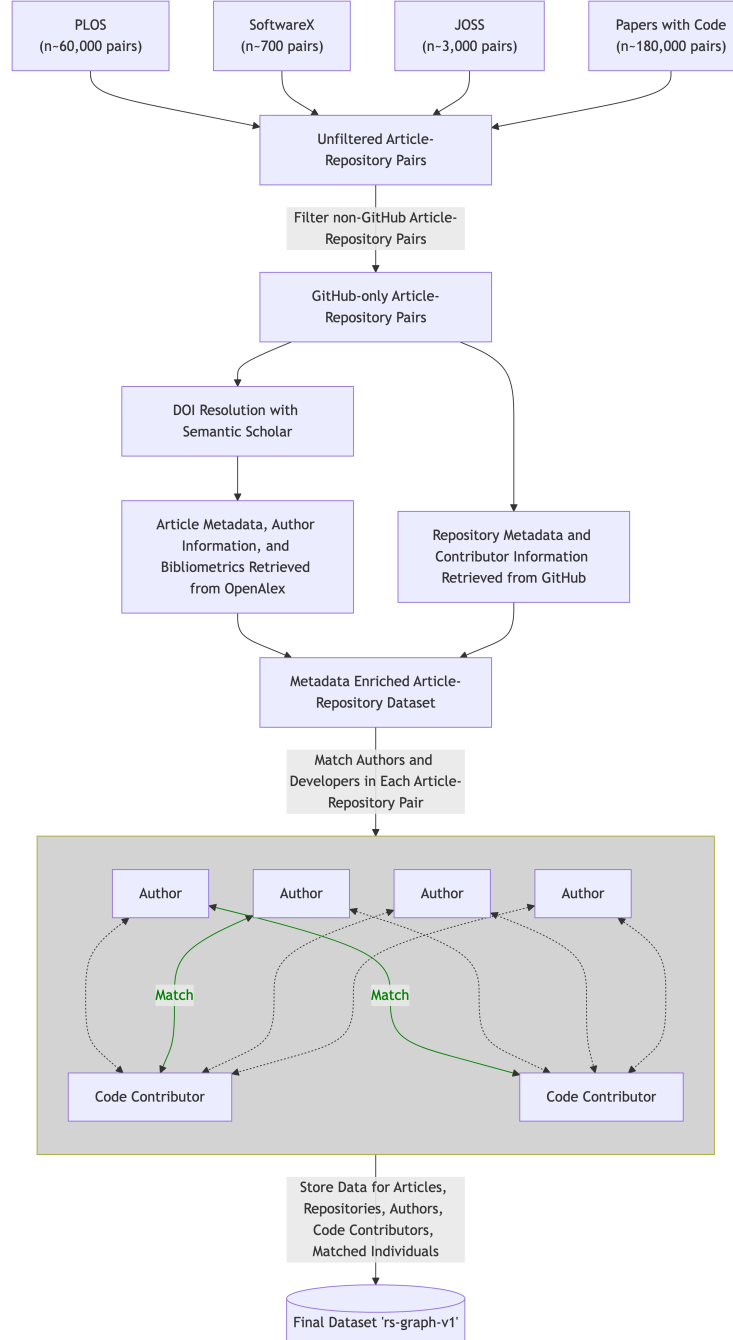 PLOS
(n~60,000 pairs)
SoftwareX
(n~700 pairs)
JOSS
(n~3,000 pairs)
Papers with Code
(n~180,000 pairs)
Unfiltered Article-
Repository Pairs
Filter non-GitHub Article-
Repository Pairs
GitHub-only Article-
Repository Pairs
DOI Resolution with
Semantic Scholar
Article Metadata, Author
Information, and
Bibliometrics Retrieved
from OpenAlex
Repository Metadata and
Contributor Information
Retrieved from GitHub
Metadata Enriched Article-
Repository Dataset
Match Authors and
Developers in Each Article-
Repository Pair
Author
Author
Author
Author
Match
Match
Code Contributor
Code Contributor
Store Data for Articles,
Repositories, Authors,
Code Contributors,
Matched Individuals
Final Dataset 'rs-graph-v1'